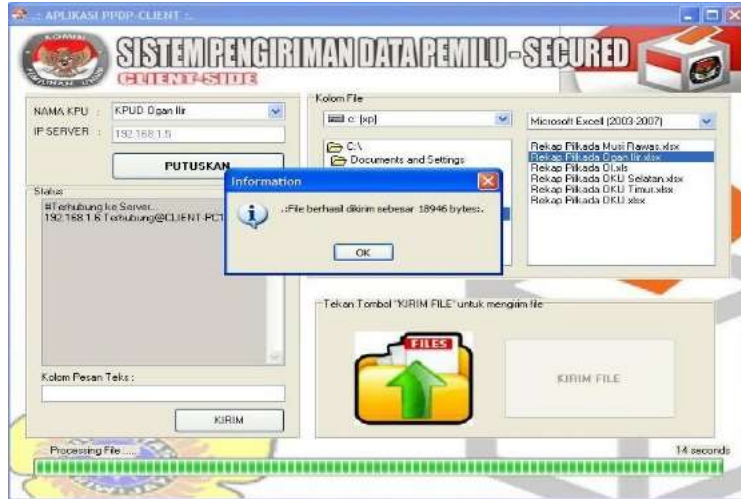 .:: APLIKASI PPDP-CLIENT ::.
KOMISI
PEMILIHAN UMUM
SISTEM PENGIRIMAN DATA PEMILU - SECURED
CLIENT-SIDE
NAMA KPU :
KPUD Ogan Ilir
IP SERVER :
192.168.1.5
PUTUSKAN
Status
#Terhubung ke Server...
192.168.1.6 Terhubung@CLIENT-PC1
Kolom Pesan Teks :
KIRIM
Kolom File
c: [xp]
C:\
Documents and Settings
Microsoft Excell (2003-2007)
Rekap Pilkada Musi Rawas.xlsx
Rekap Pilkada Ogan Ilir.xlsx
Rekap Pilkada OI.xls
Rekap Pilkada OKU Selatan.xlsx
Rekap Pilkada OKU Timur.xlsx
Rekap Pilkada OKU.xlsx
Information
.:File berhasil dikirim sebesar 18946 bytes:.
OK
Tekan Tombol "KIRIM FILE" untuk mengirim file
FILES
KIRIM FILE
Processing File :.....
14 seconds